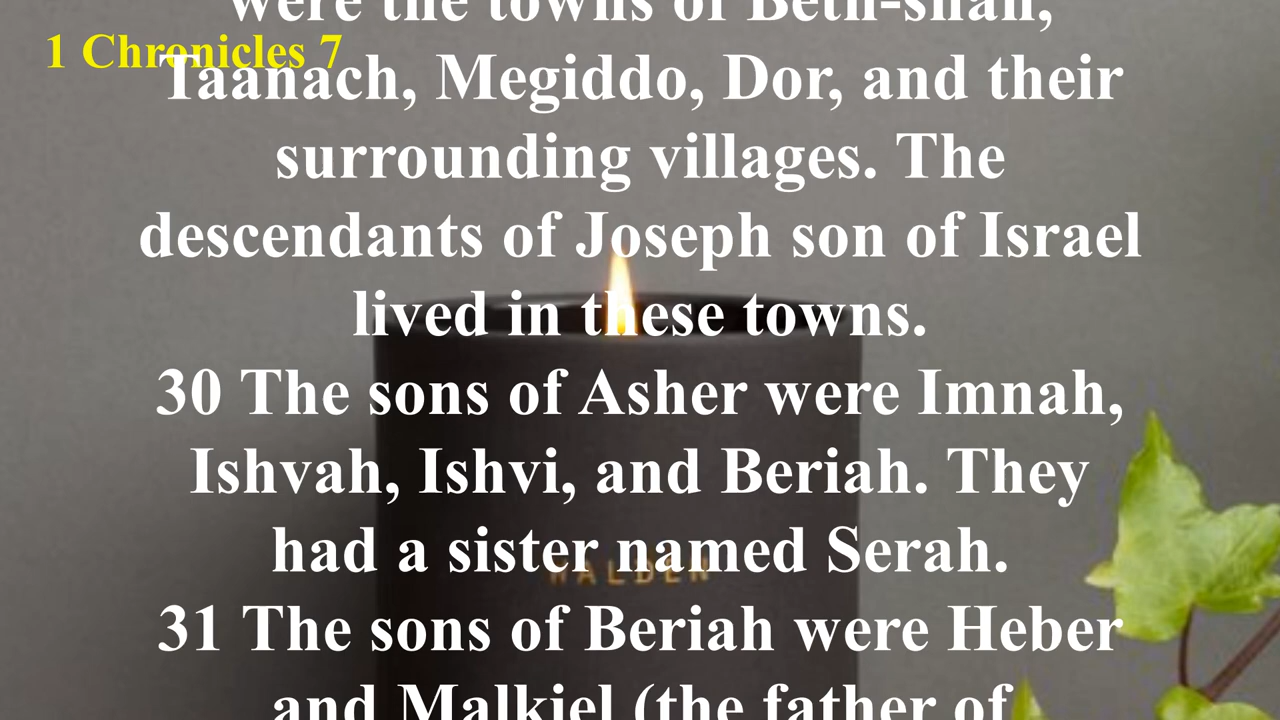 were the towns of Beth-shan,
1 Chronicles 7
Taanach, Megiddo, Dor, and their
surrounding villages. The
descendants of Joseph son of Israel
lived in these towns.
30 The sons of Asher were Imnah,
Ishvah, Ishvi, and Beriah. They
had a sister named Serah.
WALDEN
31 The sons of Beriah were Heber
and Malkiel (the father of